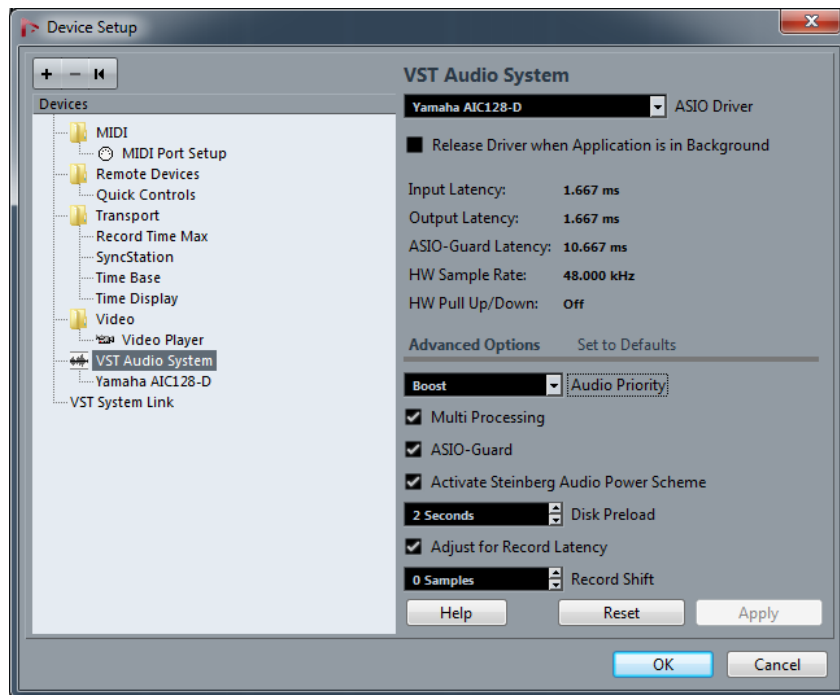 Device Setup
Devices
MIDI
MIDI Port Setup
Remote Devices
Quick Controls
Transport
Record Time Max
SyncStation
Time Base
Time Display
Video
Video Player
VST Audio System
Yamaha AIC128-D
VST System Link
VST Audio System
Yamaha AIC128-D ASIO Driver
Release Driver when Application is in Background
Input Latency: 1.667 ms
Output Latency: 1.667 ms
ASIO-Guard Latency: 10.667 ms
HW Sample Rate: 48.000 kHz
HW Pull Up/Down: Off
Advanced Options Set to Defaults
Boost Audio Priority
Multi Processing
ASIO-Guard
Activate Steinberg Audio Power Scheme
2 Seconds Disk Preload
Adjust for Record Latency
0 Samples Record Shift
Help Reset Apply
OK Cancel